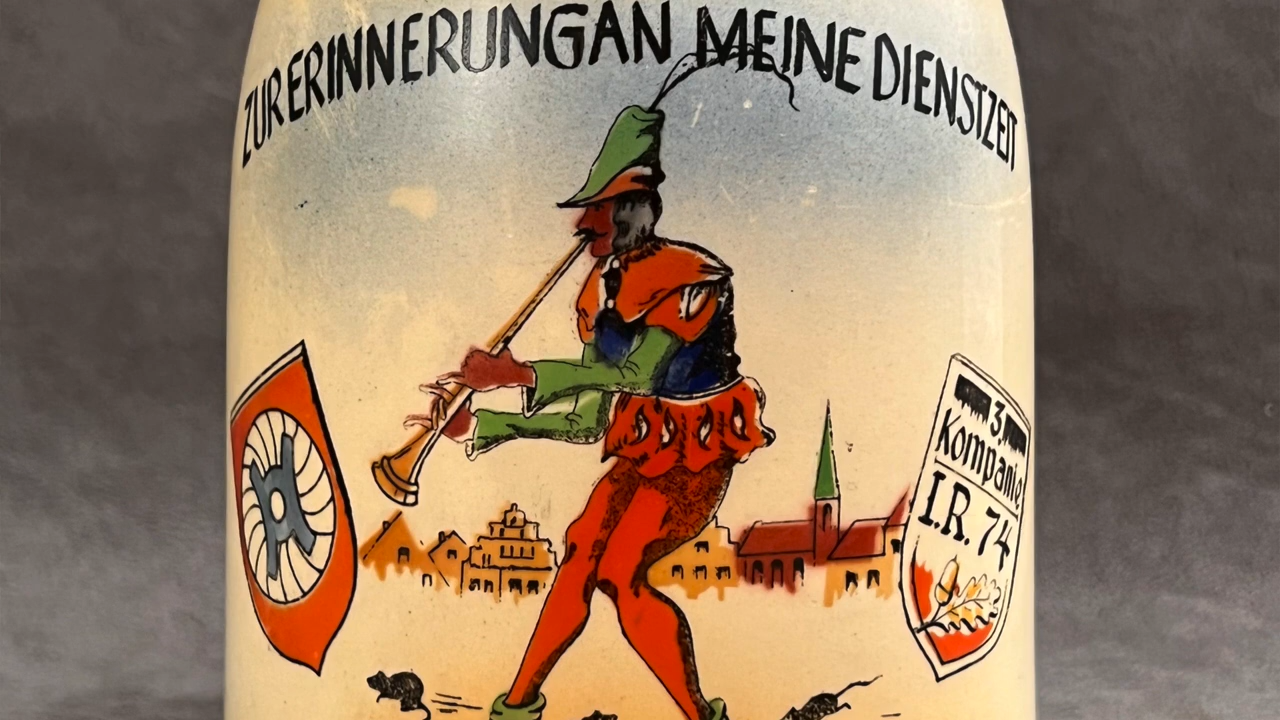 ZUR ERINNERUNG AN MEINE DIENSTZEIT
3.
Kompanie
I.R. 74